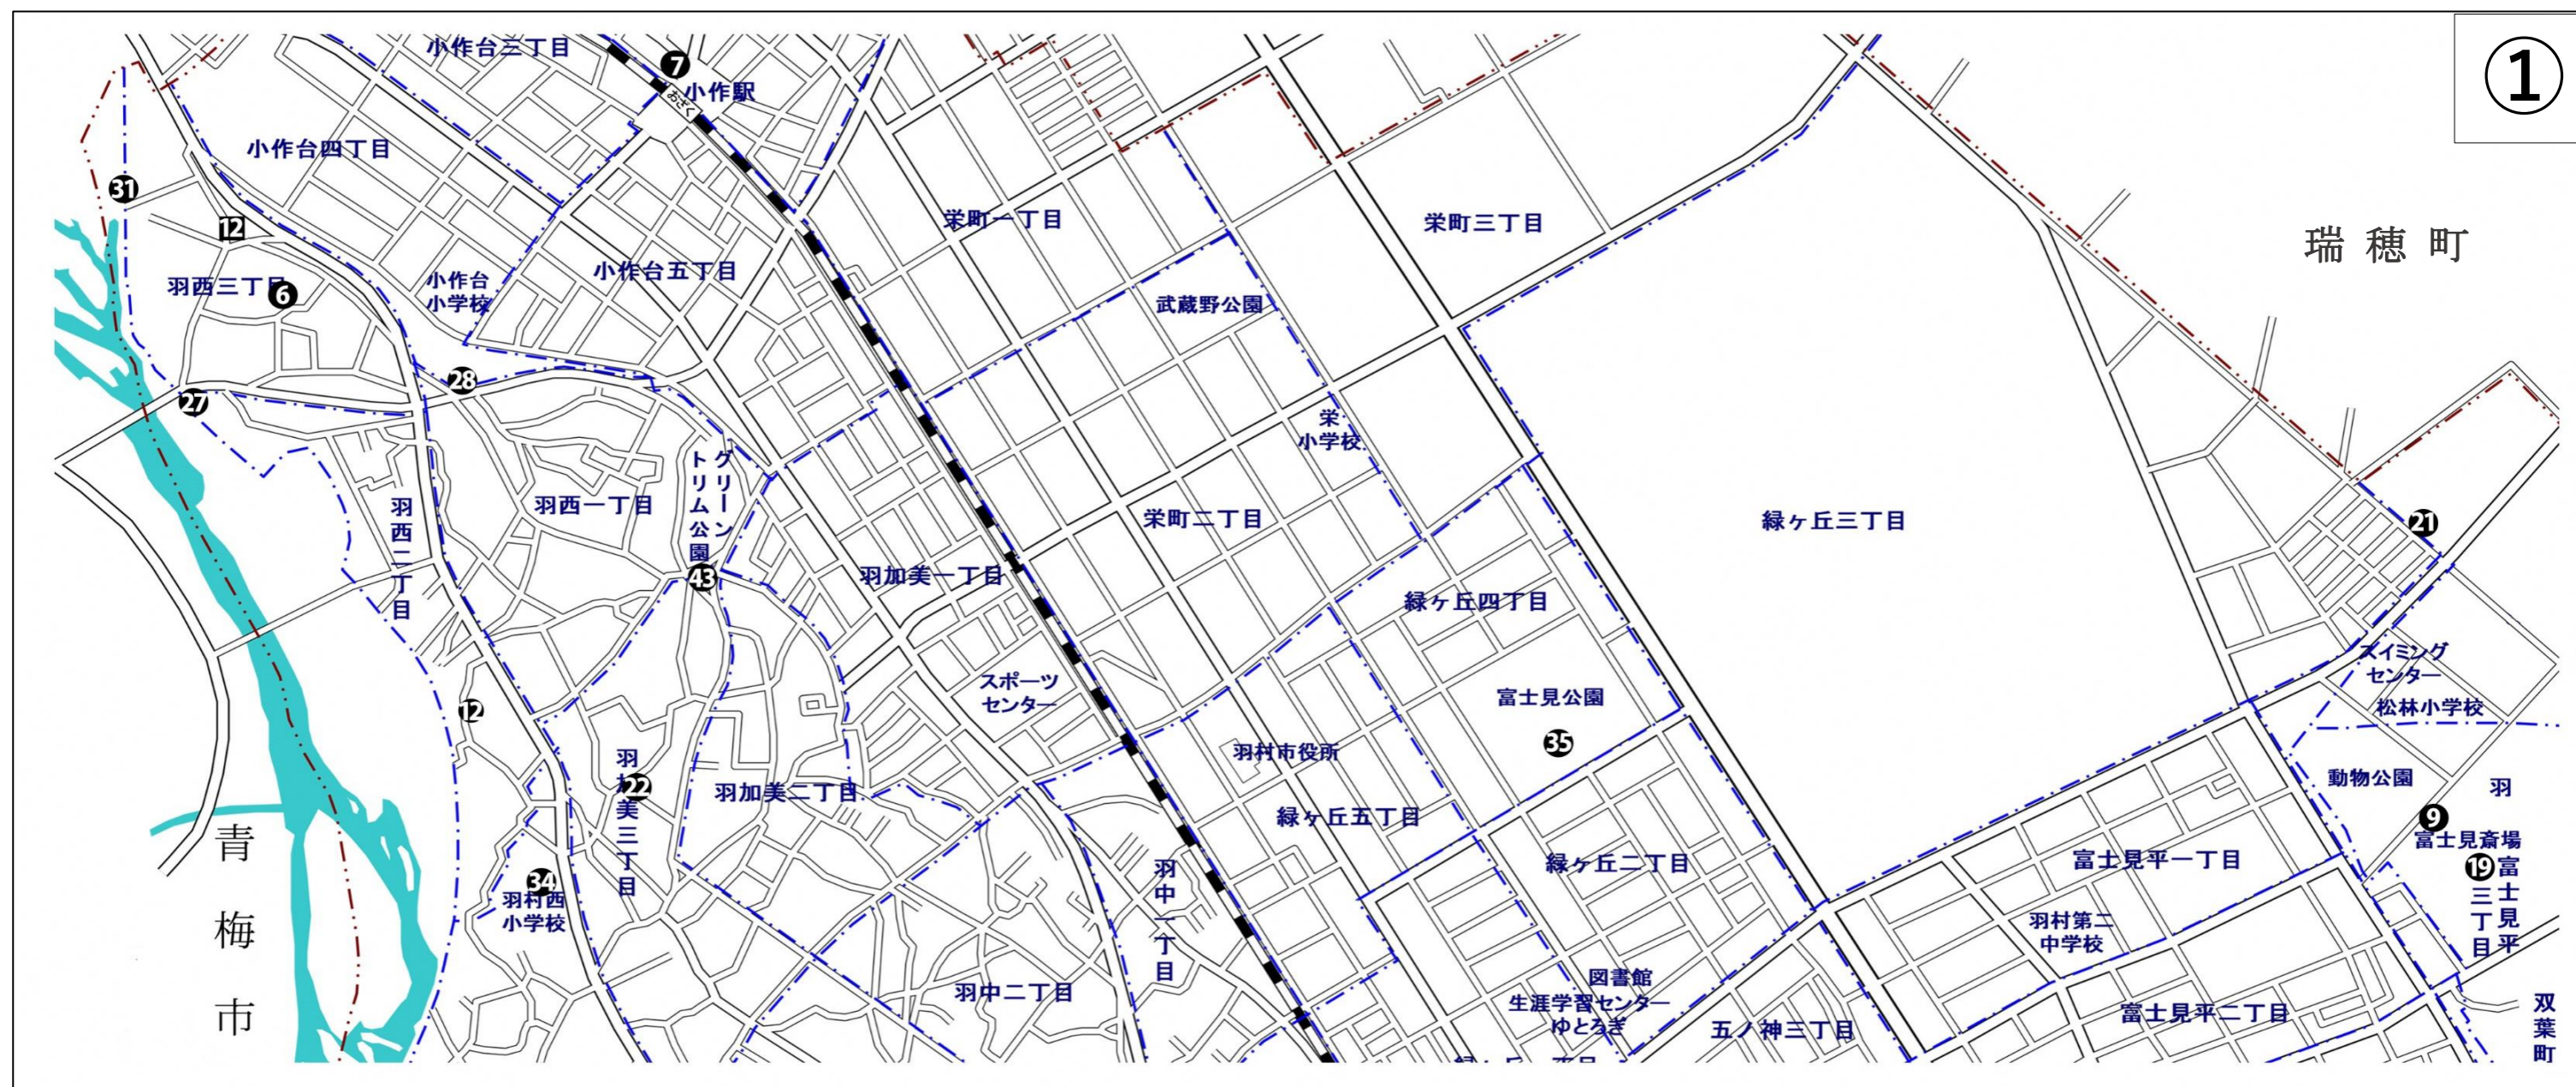 ①
小作台三丁目
7
小作駅
おざく
小作台四丁目
31
12
栄町一丁目
栄町三丁目
瑞穂町
羽西三丁目
6
小作台
小学校
小作台五丁目
武蔵野公園
28
27
栄
小学校
グリーン
トリム公園
羽西一丁目
羽西二丁目
栄町二丁目
緑ヶ丘三丁目
21
43
羽加美一丁目
緑ヶ丘四丁目
スイミング
センター
松林小学校
スポーツ
センター
富士見公園
35
12
羽村市役所
羽加美三丁目
22
羽加美二丁目
緑ヶ丘五丁目
動物公園
9
富士見斎場
19
羽
富士見平
三丁目
青梅市
34
羽村西
小学校
羽中一丁目
緑ヶ丘二丁目
富士見平一丁目
羽村第二
中学校
羽中二丁目
図書館
生涯学習センター
ゆとろぎ
五ノ神三丁目
富士見平二丁目
双葉町